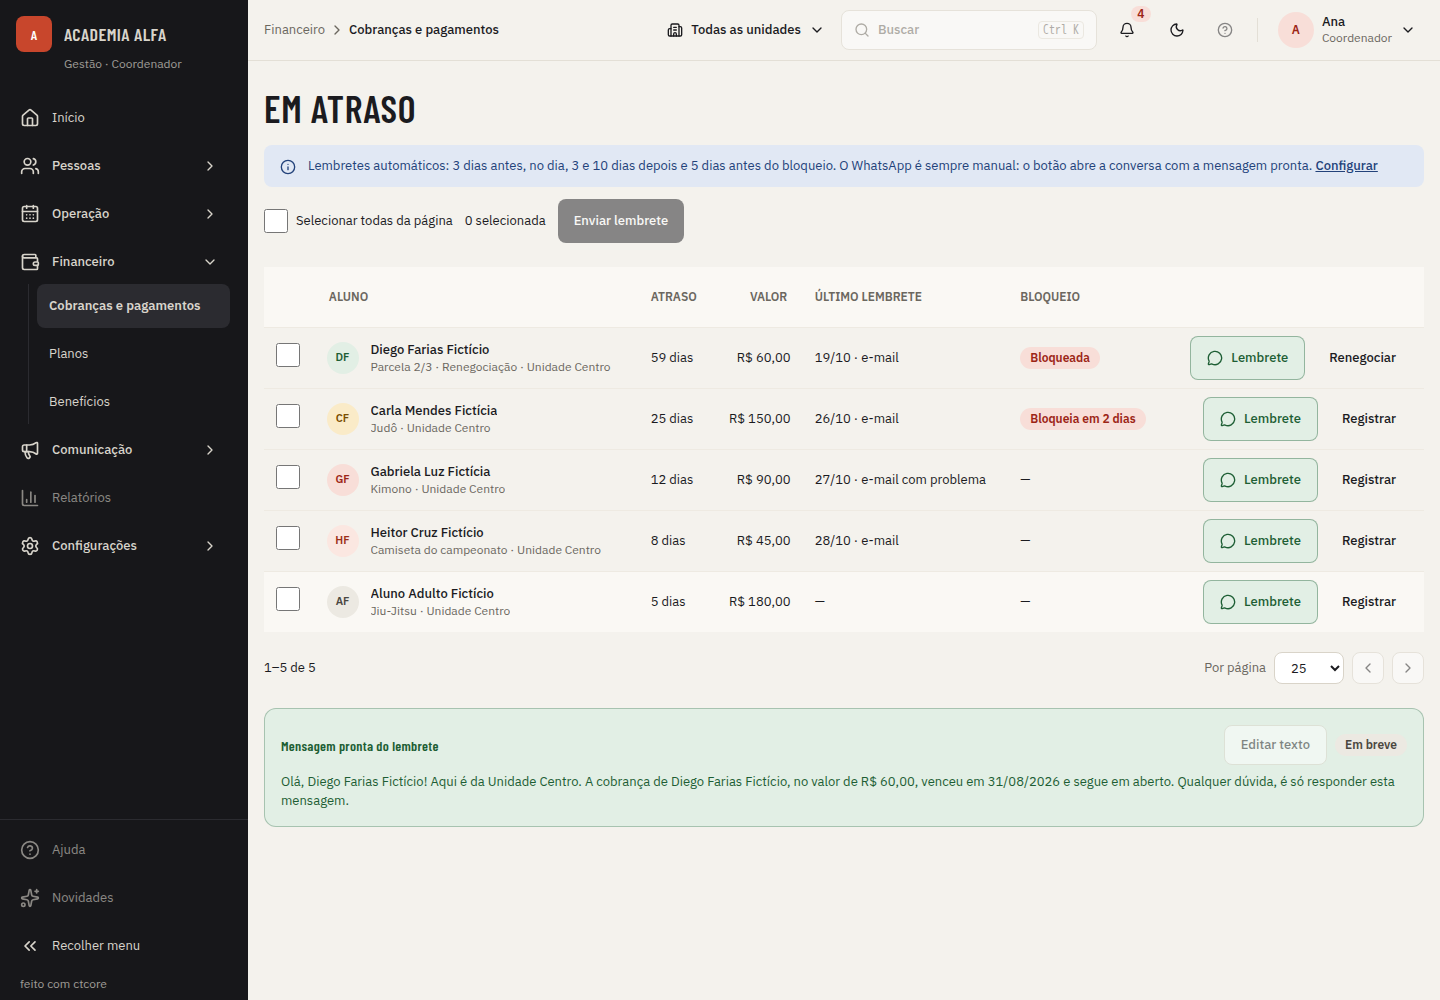 A
ACADEMIA ALFA
Gestão · Coordenador
Início
Pessoas
Operação
Financeiro
Cobranças e pagamentos
Planos
Benefícios
Comunicação
Relatórios
Configurações
Ajuda
Novidades
Recolher menu
feito com ctcore
Financeiro > Cobranças e pagamentos
Todas as unidades
Buscar
Ctrl K
4
A
Ana
Coordenador
EM ATRASO
Lembretes automáticos: 3 dias antes, no dia, 3 e 10 dias depois e 5 dias antes do bloqueio. O WhatsApp é sempre manual: o botão abre a conversa com a mensagem pronta. Configurar
Selecionar todas da página 0 selecionada Enviar lembrete
ALUNO ATRASO VALOR ÚLTIMO LEMBRETE BLOQUEIO
DF Diego Farias Fictício 59 dias R$ 60,00 19/10 · e-mail Bloqueada Lembrete Renegociar
Parcela 2/3 · Renegociação · Unidade Centro
CF Carla Mendes Fictícia 25 dias R$ 150,00 26/10 · e-mail Bloqueia em 2 dias Lembrete Registrar
Judô · Unidade Centro
GF Gabriela Luz Fictícia 12 dias R$ 90,00 27/10 · e-mail com problema — Lembrete Registrar
Kimono · Unidade Centro
HF Heitor Cruz Fictício 8 dias R$ 45,00 28/10 · e-mail — Lembrete Registrar
Camiseta do campeonato · Unidade Centro
AF Aluno Adulto Fictício 5 dias R$ 180,00 — — Lembrete Registrar
Jiu-Jitsu · Unidade Centro
1–5 de 5
Por página 25
Mensagem pronta do lembrete
Editar texto Em breve
Olá, Diego Farias Fictício! Aqui é da Unidade Centro. A cobrança de Diego Farias Fictício, no valor de R$ 60,00, venceu em 31/08/2026 e segue em aberto. Qualquer dúvida, é só responder esta
mensagem.